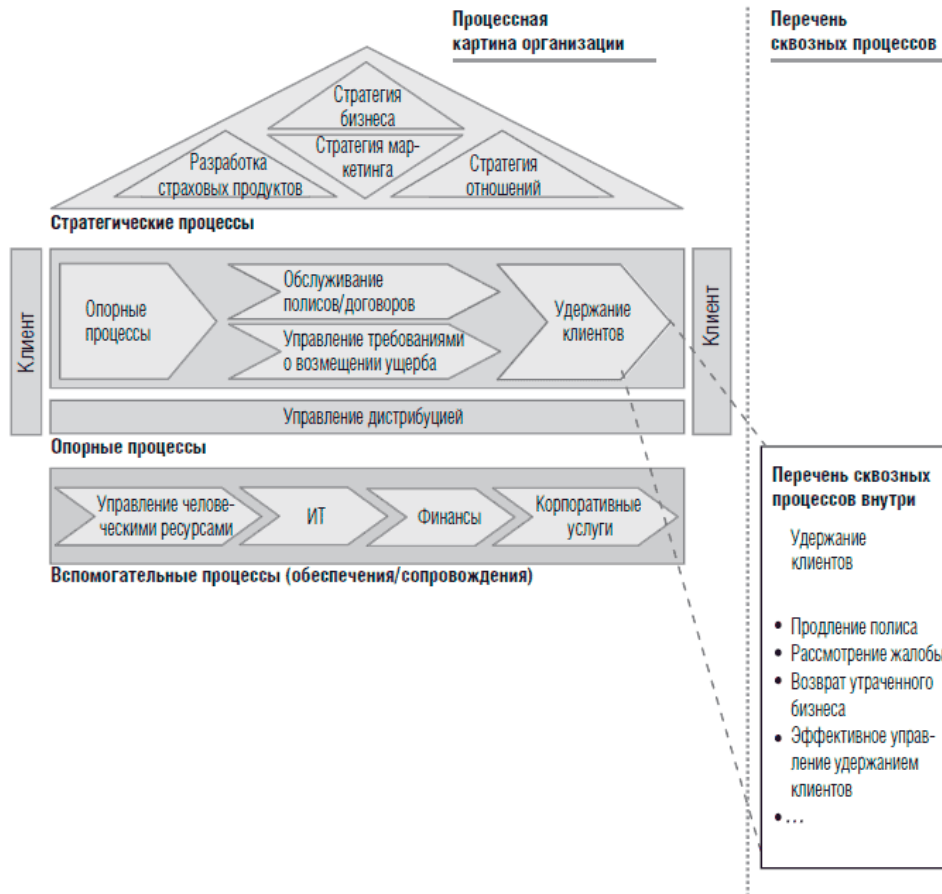 Процессная
картина организации
Перечень
сквозных процессов
Стратегия
бизнеса
Стратегия мар-
кетинга
Разработка
страховых продуктов
Стратегия
отношений
Стратегические процессы
Клиент
Опорные
процессы
Обслуживание
полисов/договоров
Управление требованиями
о возмещении ущерба
Удержание
клиентов
Клиент
Управление дистрибуцией
Опорные процессы
Управление челове-
ческими ресурсами
ИТ
Финансы
Корпоративные
услуги
Вспомогательные процессы (обеспечения/сопровождения)
Перечень сквозных
процессов внутри
Удержание
клиентов
• Продление полиса
• Рассмотрение жалобы
• Возврат утраченного
бизнеса
• Эффективное управ-
ление удержанием
клиентов
• ...